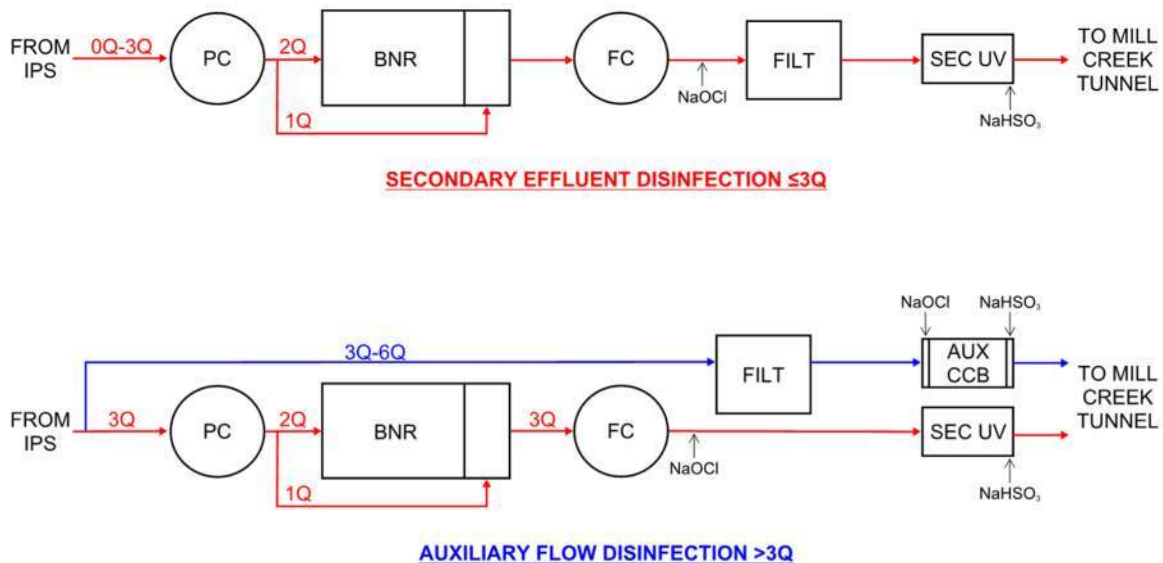 FROM
IPS
0Q-3Q
PC
2Q
1Q
BNR
FC
NaOCl
FILT
SEC UV
NaHSO₃
TO MILL
CREEK
TUNNEL
SECONDARY EFFLUENT DISINFECTION ≤3Q
NaOCl
NaHSO₃
3Q-6Q
FILT
AUX
CCB
FROM
IPS
3Q
PC
2Q
1Q
BNR
3Q
FC
NaOCl
SEC UV
NaHSO₃
TO MILL
CREEK
TUNNEL
AUXILIARY FLOW DISINFECTION >3Q